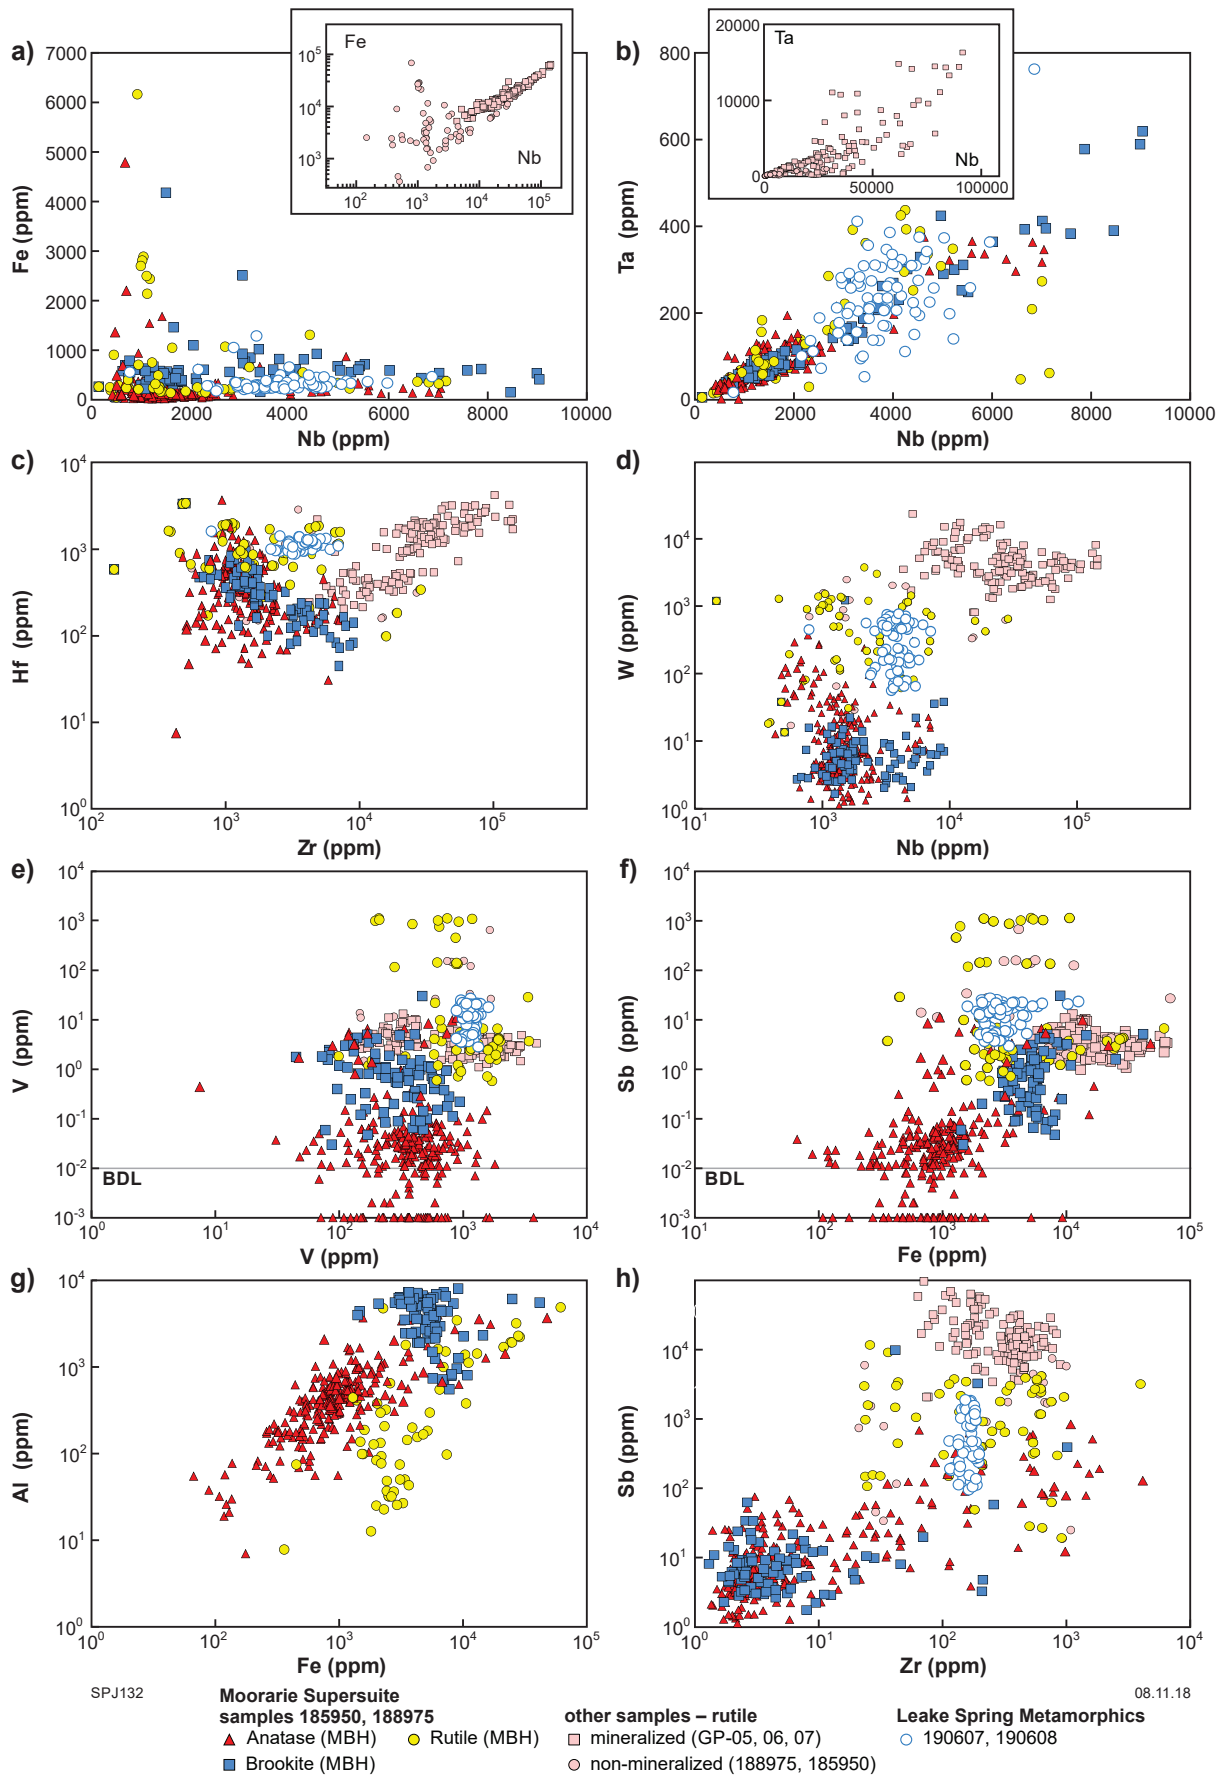 a)
7000
6000
5000
4000
3000
2000
1000
0
Fe (ppm)
0 2000 4000 6000 8000 10000
Nb (ppm)
Fe
10⁵
10⁴
10³
10² 10³ 10⁴ 10⁵
Nb
b)
800
600
400
200
0
Ta (ppm)
0 2000 4000 6000 8000 10000
Nb (ppm)
Ta
20000
10000
0
0 50000 100000
Nb
c)
10⁴
10³
10²
10¹
10⁰
Hf (ppm)
10² 10³ 10⁴ 10⁵
Zr (ppm)
d)
10⁴
10³
10²
10¹
10⁰
W (ppm)
10¹ 10³ 10⁴ 10⁵
Nb (ppm)
e)
10⁴
10³
10²
10¹
10⁰
10⁻¹
10⁻²
10⁻³
V (ppm)
BDL
10⁰ 10¹ 10² 10³ 10⁴
V (ppm)
f)
10⁴
10³
10²
10¹
10⁰
10⁻¹
10⁻²
10⁻³
Sb (ppm)
BDL
10¹ 10² 10³ 10⁴ 10⁵
Fe (ppm)
g)
10⁴
10³
10²
10¹
10⁰
Al (ppm)
10⁰ 10² 10³ 10⁴ 10⁵
Fe (ppm)
h)
10⁴
10³
10²
10¹
10⁰
Sb (ppm)
10⁰ 10¹ 10² 10³ 10⁴
Zr (ppm)
SPJ132
08.11.18
Moorarie Supersuite
samples 185950, 188975
Anatase (MBH)
Rutile (MBH)
Brookite (MBH)
other samples – rutile
mineralized (GP-05, 06, 07)
non-mineralized (188975, 185950)
Leake Spring Metamorphics
190607, 190608